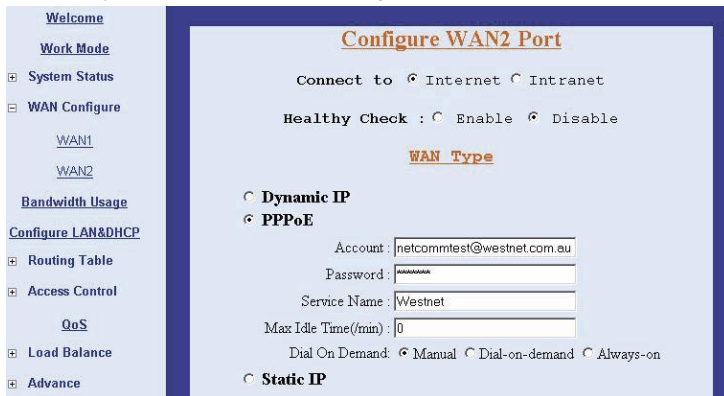 Welcome
Work Mode
System Status
WAN Configure
WAN1
WAN2
Bandwidth Usage
Configure LAN&DHCP
Routing Table
Access Control
QoS
Load Balance
Advance
Configure WAN2 Port
Connect to Internet Intranet
Healthy Check : Enable Disable
WAN Type
Dynamic IP
PPPoE
Account : netcommtest@westnet.com.au
Password : *******
Service Name : Westnet
Max Idle Time(/min) : 0
Dial On Demand: Manual Dial-on-demand Always-on
Static IP